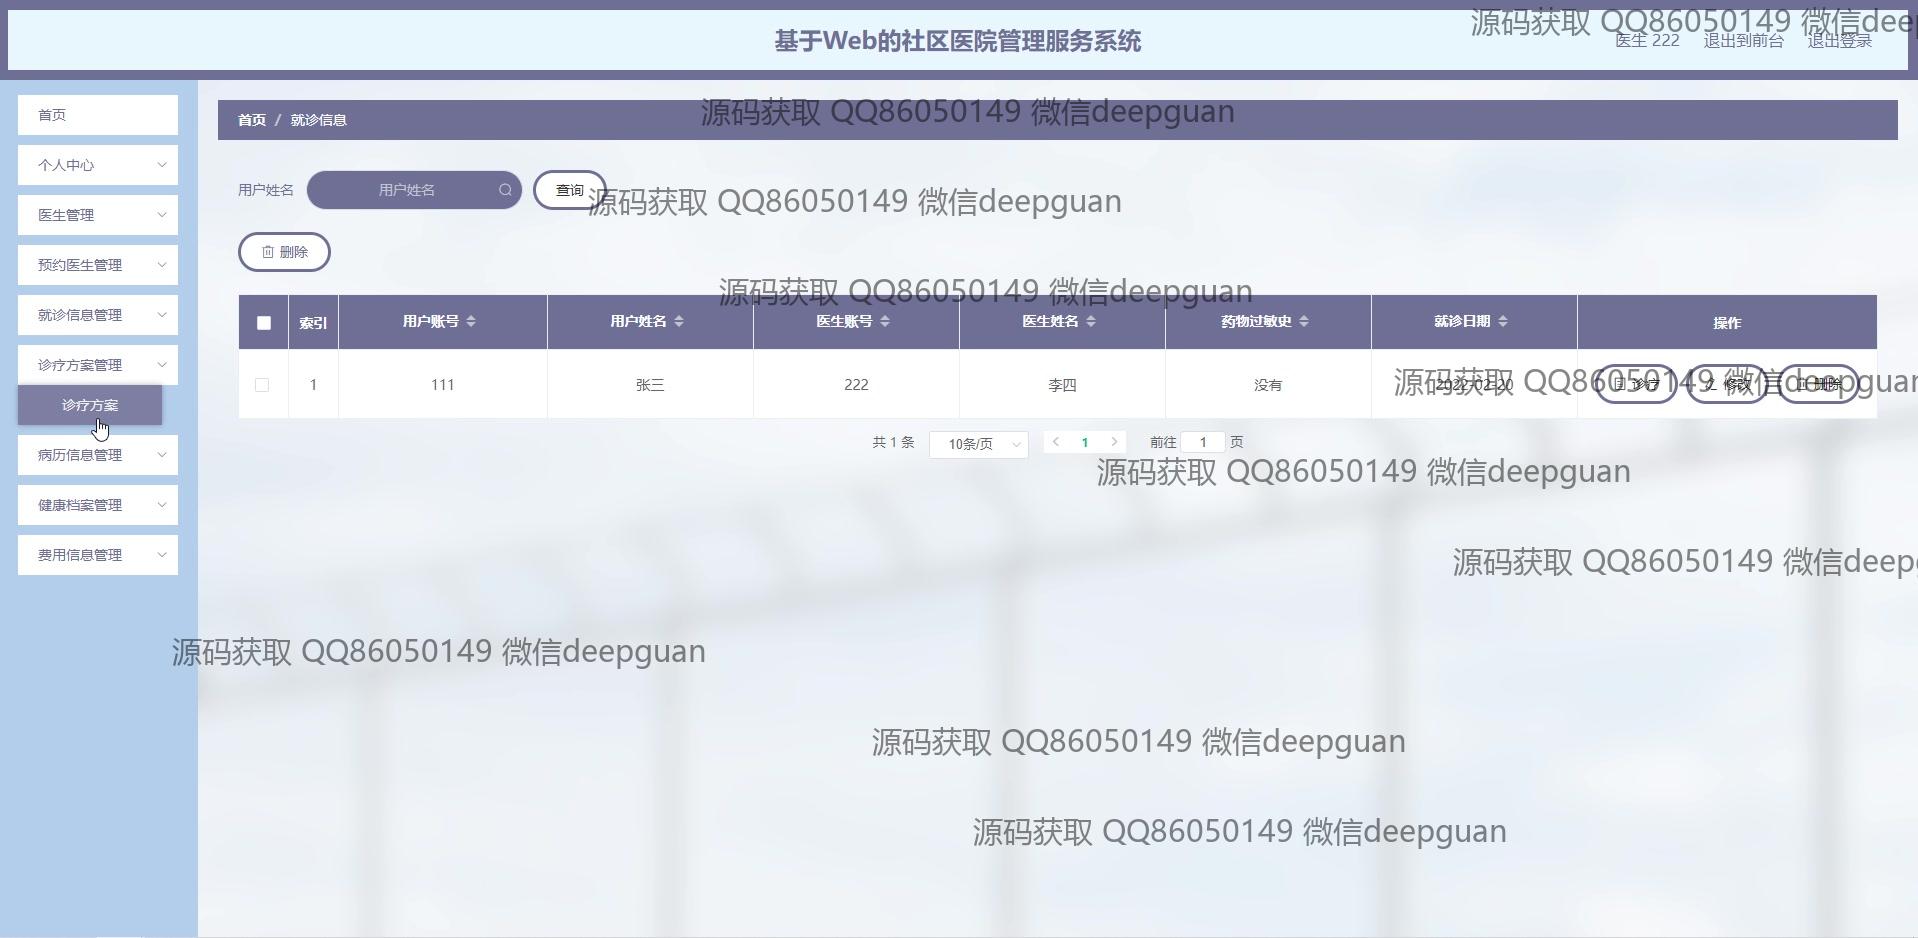 源码获取 QQ86050149 微信dee
基于Web的社区医院管理服务系统
医生 222 退出到前台 退出登录
首页
个人中心
医生管理
预约医生管理
就诊信息管理
诊疗方案管理
诊疗方案
病历信息管理
健康档案管理
费用信息管理
源码获取 QQ86050149 微信deepguan
首页 / 就诊信息
用户姓名 用户姓名 查询
源码获取 QQ86050149 微信deepguan
删除
源码获取 QQ86050149 微信deepguan
索引 用户账号 用户姓名 医生账号 医生姓名 药物过敏史 就诊日期 操作
1 111 张三 222 李四 没有 2022-02-20 诊疗 修改 删除
源码获取 QQ86050149 微信deepguan
共 1 条 10条/页 1 前往 1 页
源码获取 QQ86050149 微信deepguan
源码获取 QQ86050149 微信deep
源码获取 QQ86050149 微信deepguan
源码获取 QQ86050149 微信deepguan
源码获取 QQ86050149 微信deepguan